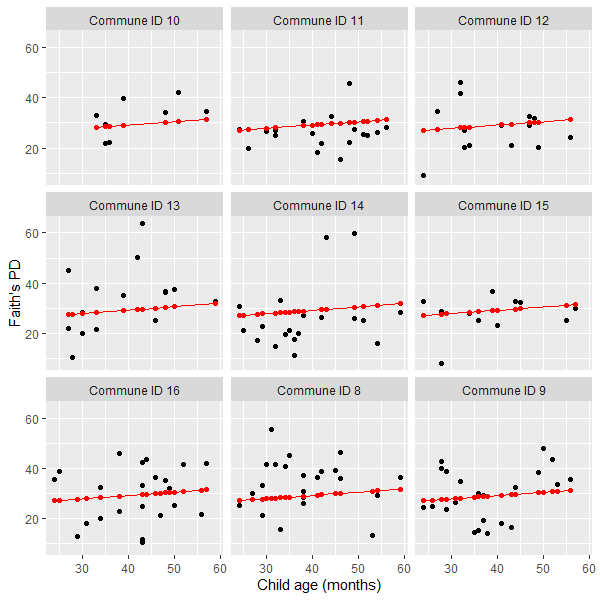 Commune ID 10 Commune ID 11 Commune ID 12
60
40
20
Commune ID 13 Commune ID 14 Commune ID 15
60
40
20
Faith's PD
Commune ID 16 Commune ID 8 Commune ID 9
60
40
20
30 40 50 60 30 40 50 60 30 40 50 60
Child age (months)